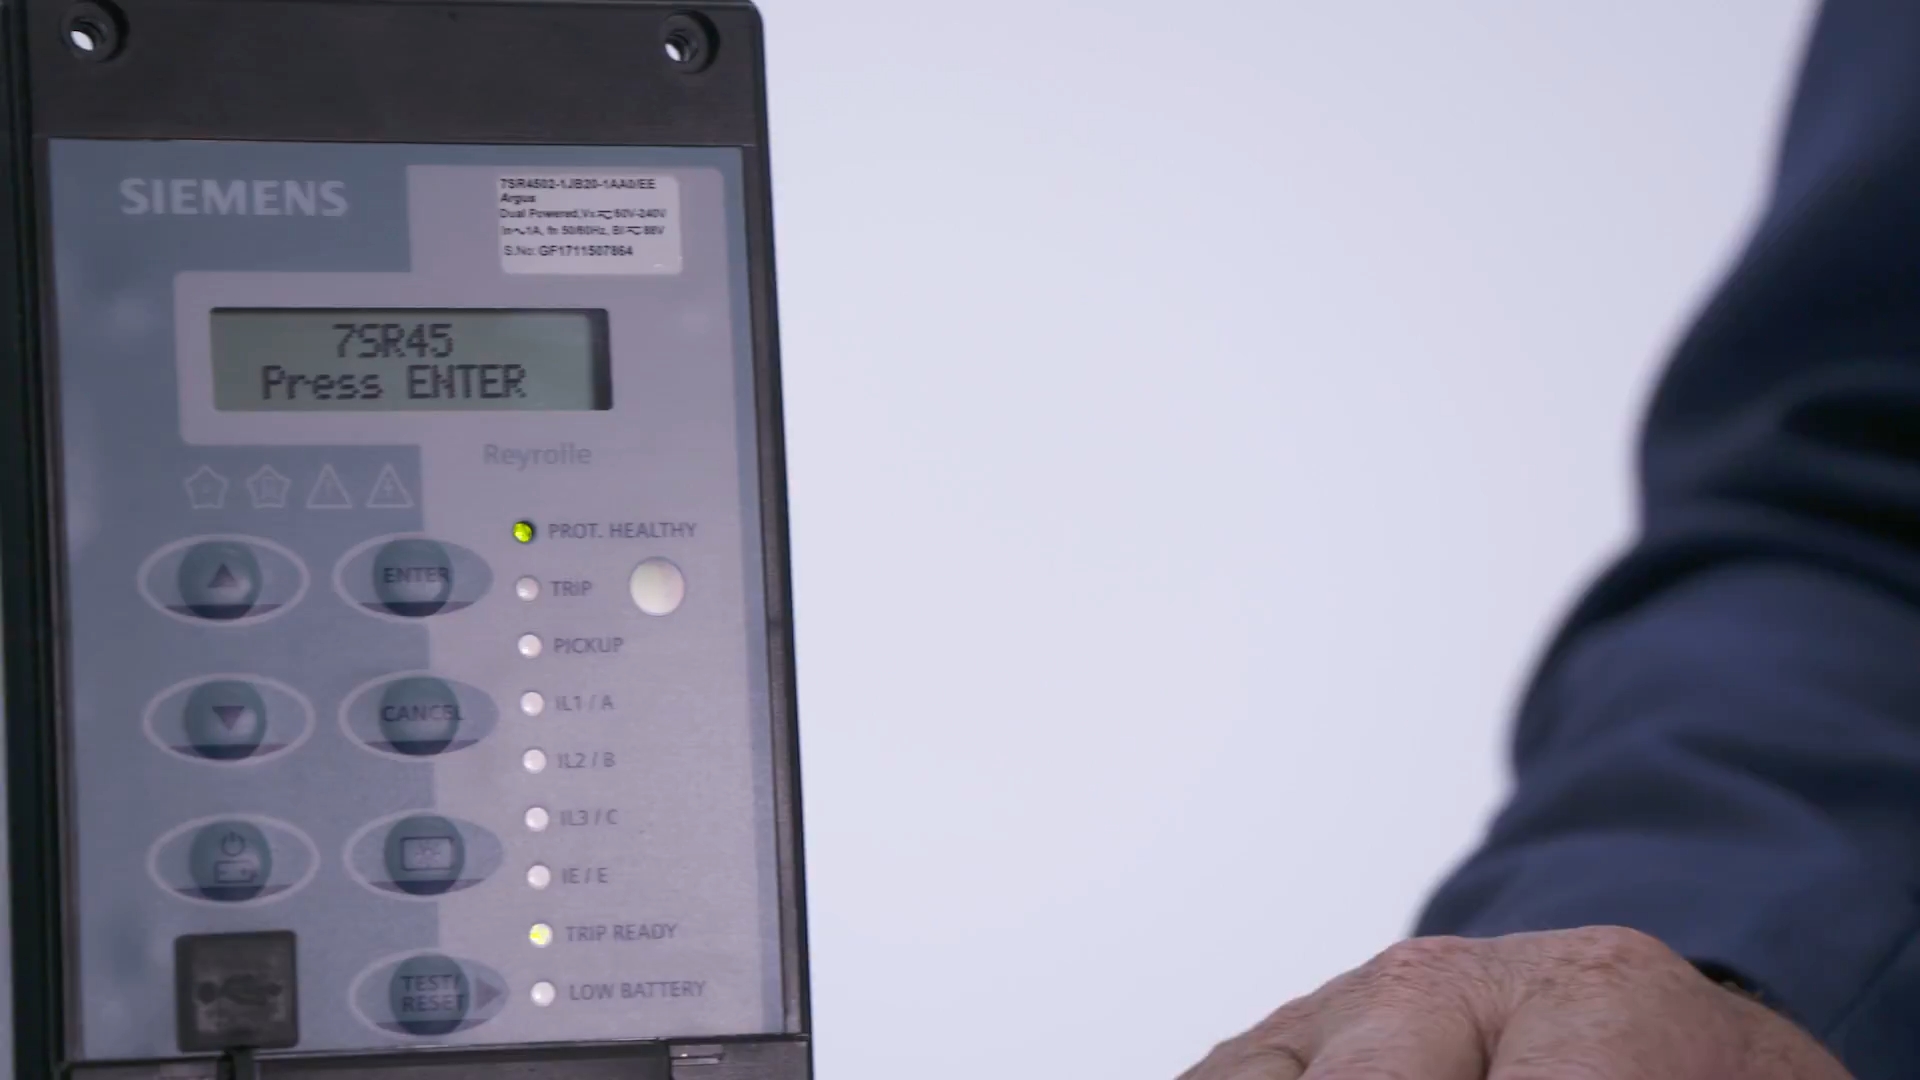 SIEMENS
7SR4502-1JB20-1AA0/EE
Argus
Dual Powered, Vx 60V-240V
In 1A, fn 50/60Hz, BI 88V
S.No: GF1711507864
7SR45
Press ENTER
Reyrolle
PROT. HEALTHY
ENTER
TRIP
PICKUP
IL1 / A
CANCEL
IL2 / B
IL3 / C
IE / E
TRIP READY
TEST/
RESET
LOW BATTERY